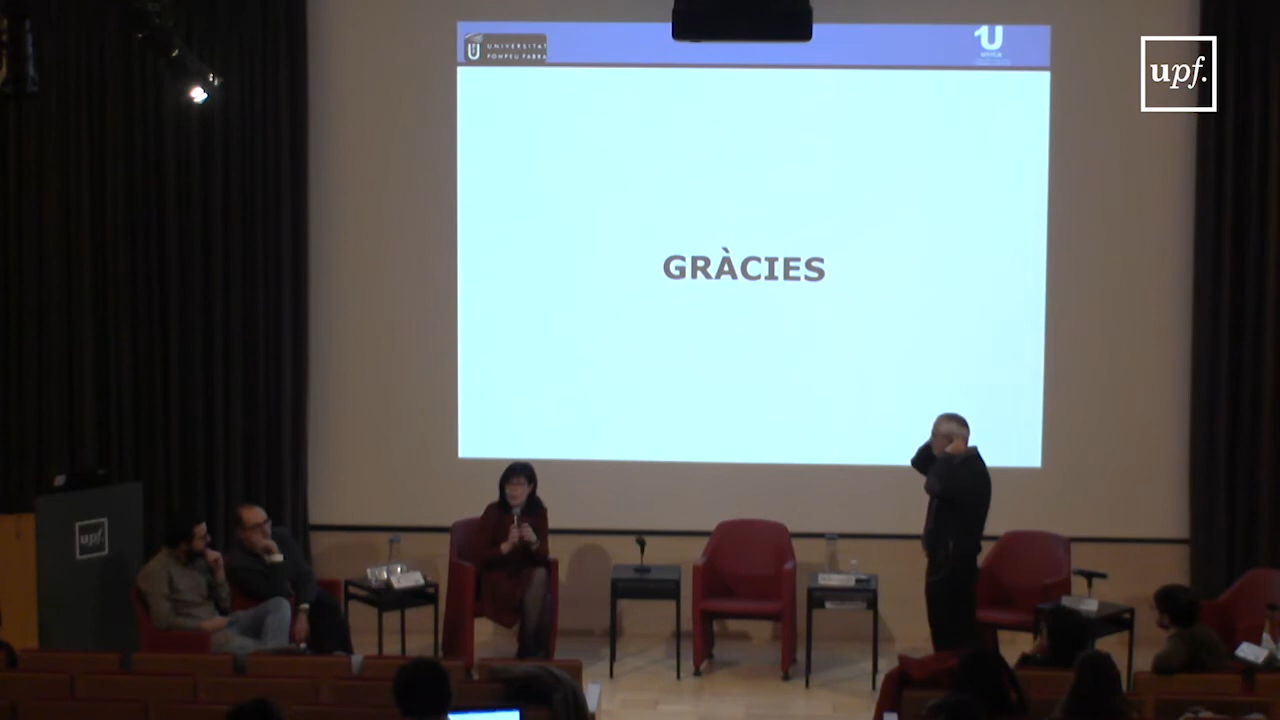 UNIVERSITAT
POMPEU FABRA
U
upf.
GRÀCIES
upf.